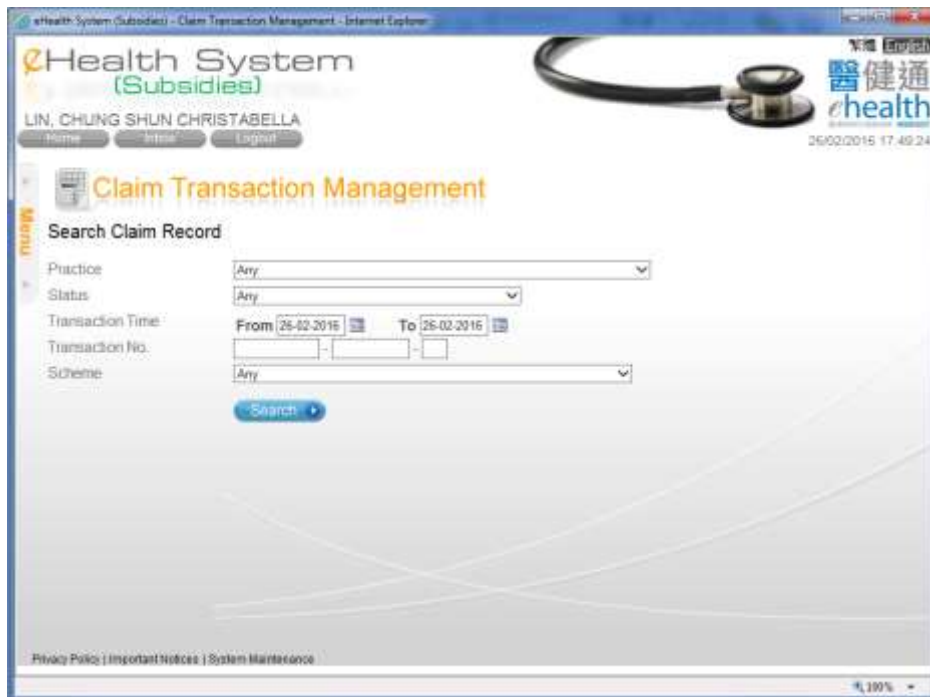 eHealth System (Subsidies) - Claim Transaction Management - Internet Explorer
eHealth System
(Subsidies)
繁體 English
醫健通
ehealth
LIN, CHUNG SHUN CHRISTABELLA
Home Inbox Logout
26/02/2016 17:49:24
Claim Transaction Management
Menu
Search Claim Record
Practice Any
Status Any
Transaction Time From 26-02-2016 To 26-02-2016
Transaction No. - -
Scheme Any
Search
Privacy Policy | Important Notices | System Maintenance
100%